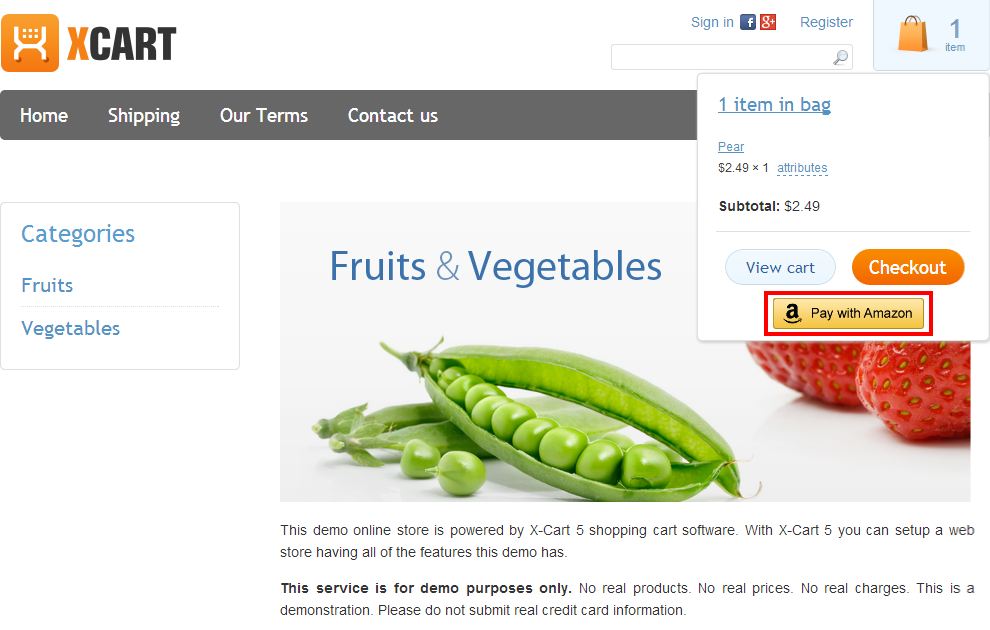 XCART
Sign in
Register
1
item
Home Shipping Our Terms Contact us
1 item in bag
Pear
$2.49 × 1 attributes
Subtotal: $2.49
View cart Checkout
Pay with Amazon
Categories
Fruits
Vegetables
Fruits & Vegetables
This demo online store is powered by X-Cart 5 shopping cart software. With X-Cart 5 you can setup a web
store having all of the features this demo has.
This service is for demo purposes only. No real products. No real prices. No real charges. This is a
demonstration. Please do not submit real credit card information.